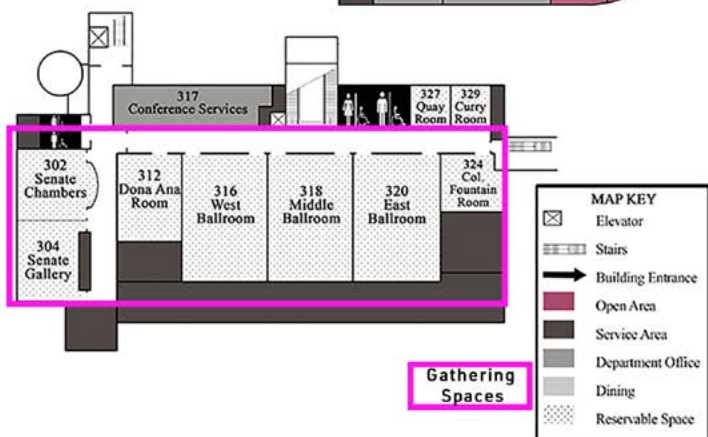 317
Conference Services
327
Quay
Room
329
Curry
Room
302
Senate
Chambers
304
Senate
Gallery
312
Dona Ana
Room
316
West
Ballroom
318
Middle
Ballroom
320
East
Ballroom
324
Col.
Fountain
Room
MAP KEY
Elevator
Stairs
Building Entrance
Open Area
Service Area
Department Office
Dining
Reservable Space
Gathering
Spaces